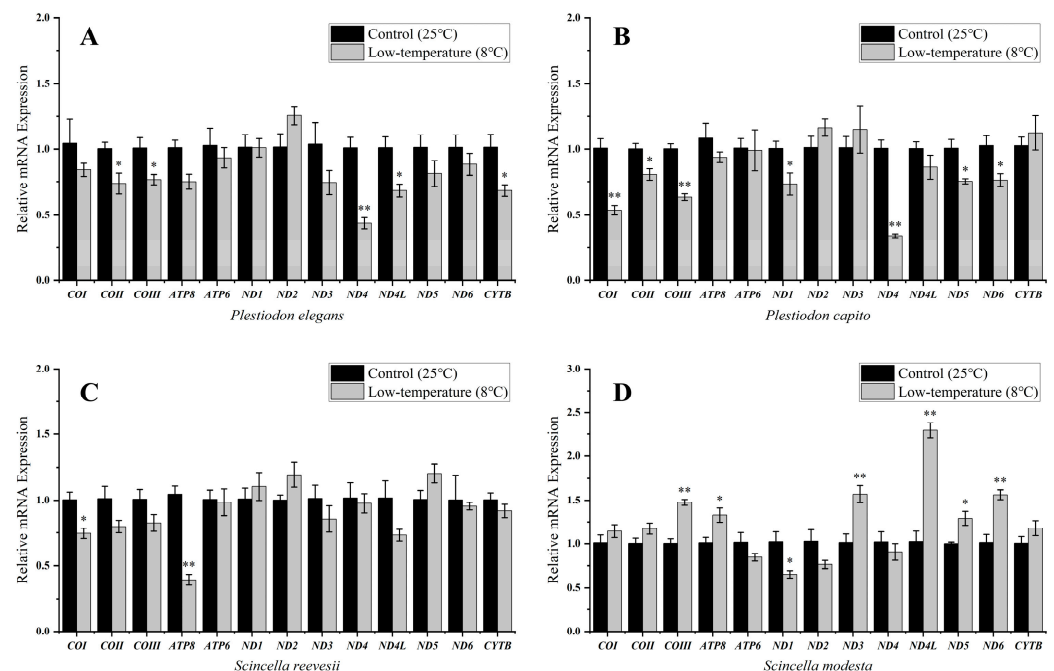 A
Control (25℃)
Low-temperature (8℃)
Relative mRNA Expression
2.0
1.5
1.0
0.5
0.0
* * ** * *
COI COII COIII ATP8 ATP6 ND1 ND2 ND3 ND4 ND4L ND5 ND6 CYTB
Plestiodon elegans
B
Control (25℃)
Low-temperature (8℃)
Relative mRNA Expression
2.0
1.5
1.0
0.5
0.0
** * ** * ** * *
COI COII COIII ATP8 ATP6 ND1 ND2 ND3 ND4 ND4L ND5 ND6 CYTB
Plestiodon capito
C
Control (25℃)
Low-temperature (8℃)
Relative mRNA Expression
2.0
1.5
1.0
0.5
0.0
* **
COI COII COIII ATP8 ATP6 ND1 ND2 ND3 ND4 ND4L ND5 ND6 CYTB
Scincella reevesii
D
Control (25℃)
Low-temperature (8℃)
Relative mRNA Expression
3.0
2.5
2.0
1.5
1.0
0.5
0.0
** * * ** ** * **
COI COII COIII ATP8 ATP6 ND1 ND2 ND3 ND4 ND4L ND5 ND6 CYTB
Scincella modesta